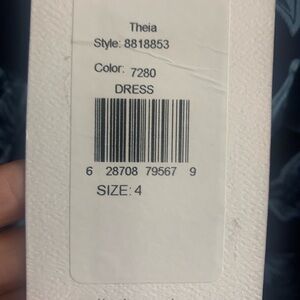 Theia
Style: 8818853
Color: 7280
DRESS
6 28708 79567 9
SIZE: 4